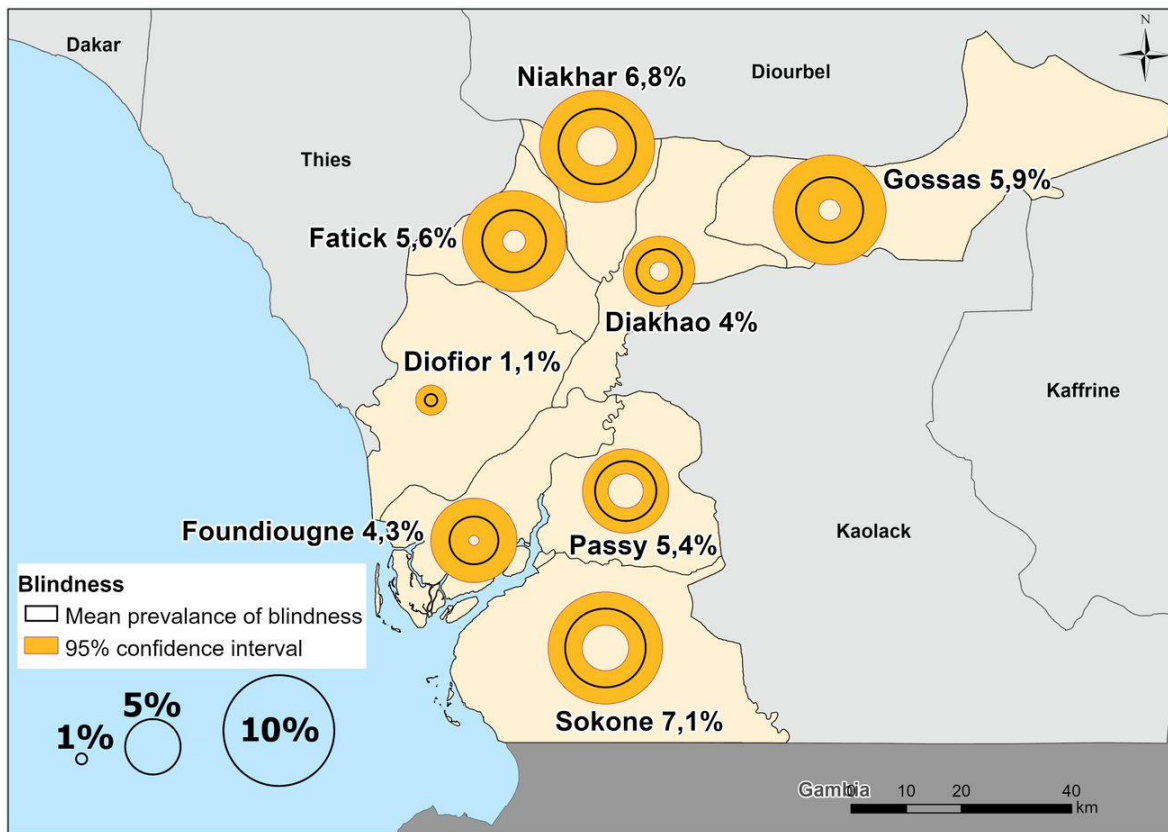 Dakar
N
Niakhar 6,8%
Diourbel
Thies
Gossas 5,9%
Fatick 5,6%
Diakhao 4%
Diofior 1,1%
Kaffrine
Foundiougne 4,3%
Passy 5,4%
Kaolack
Blindness
Mean prevalance of blindness
95% confidence interval
Sokone 7,1%
1%
5%
10%
Gambia
0 10 20 40
km